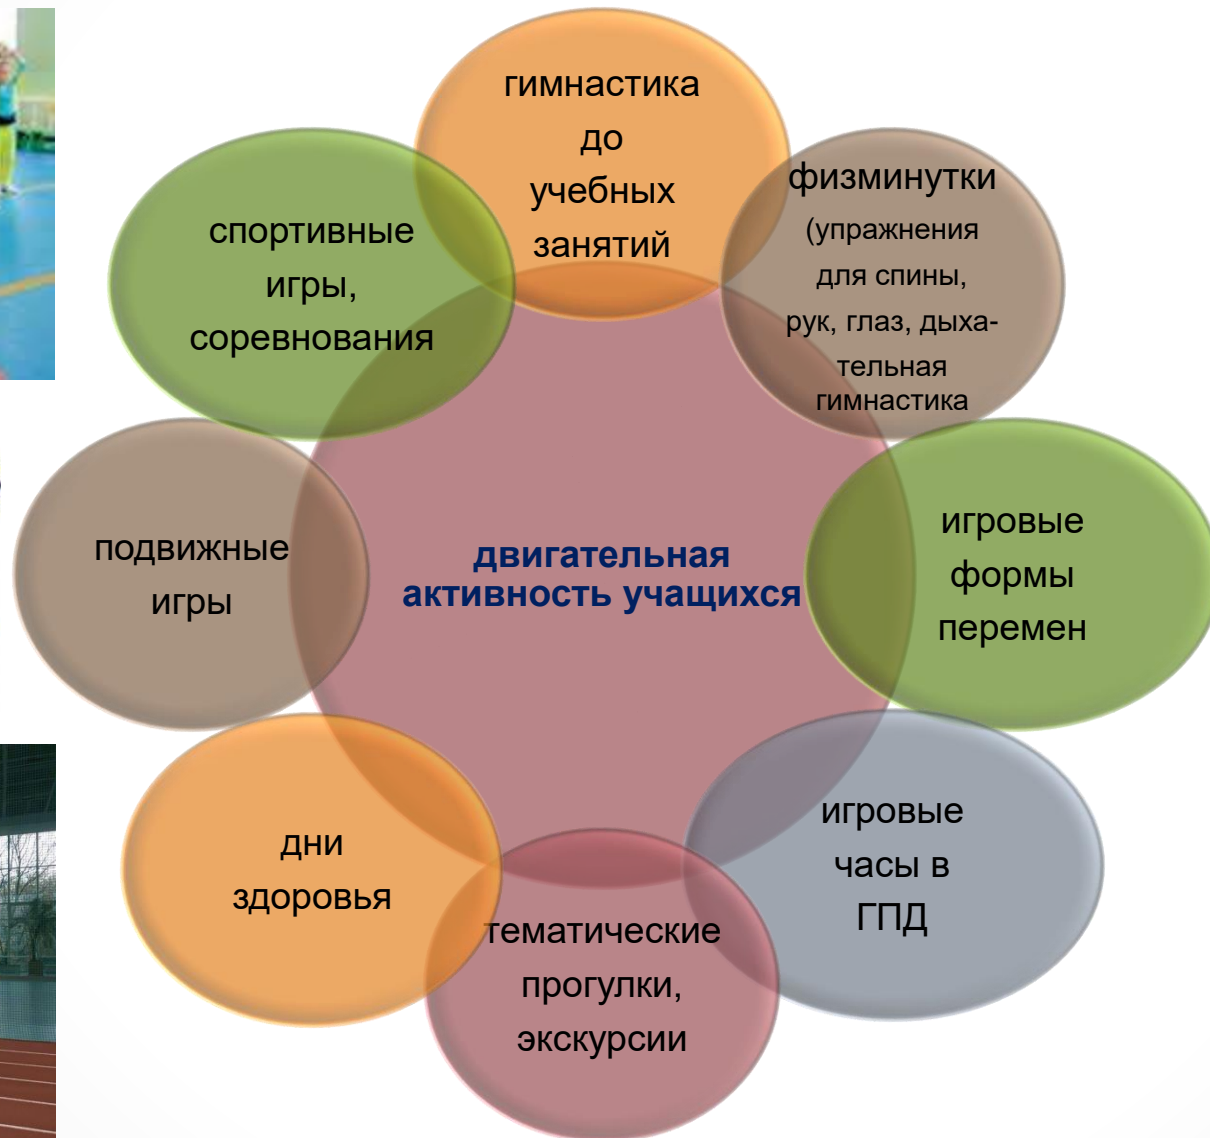 гимнастика
до
учебных
занятий
физминутки
(упражнения
для спины,
рук, глаз, дыха-
тельная
гимнастика
игровые
формы
перемен
игровые
часы в
ГПД
тематические
прогулки,
экскурсии
дни
здоровья
подвижные
игры
спортивные
игры,
соревнования
двигательная
активность учащихся